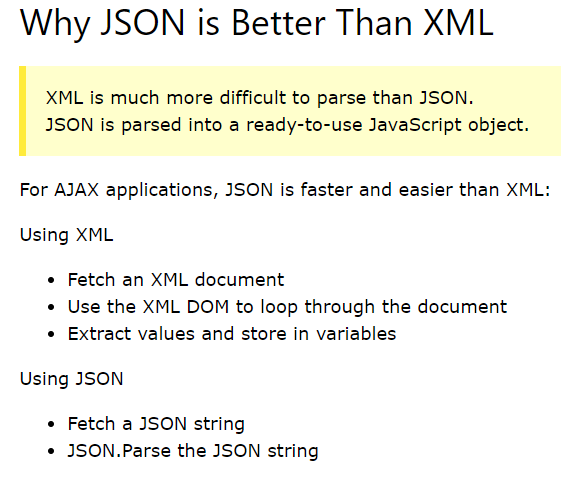 Why JSON is Better Than XML
XML is much more difficult to parse than JSON.
JSON is parsed into a ready-to-use JavaScript object.
For AJAX applications, JSON is faster and easier than XML:
Using XML
• Fetch an XML document
• Use the XML DOM to loop through the document
• Extract values and store in variables
Using JSON
• Fetch a JSON string
• JSON.Parse the JSON string